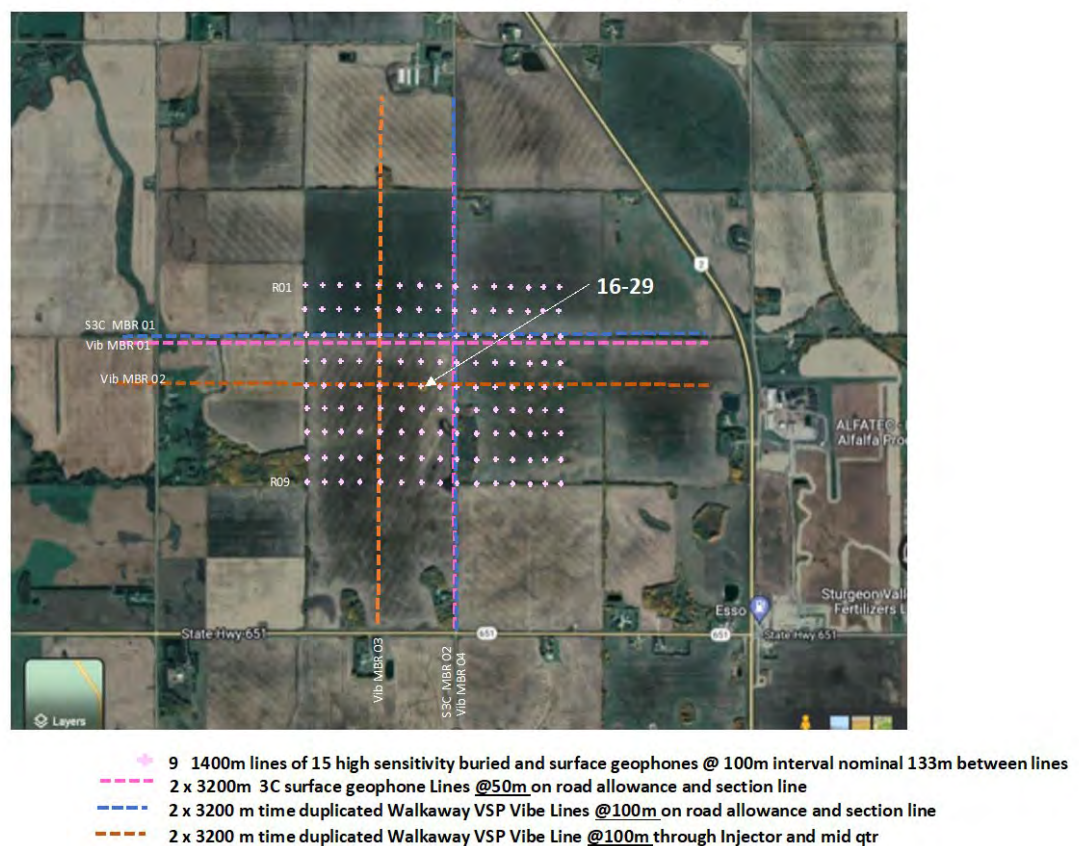 2
16-29
R01
S3C MBR 01
Vib MBR 01
Vib MBR 02
ALFATEC -
Alfalfa Pro
R09
Sturgeon Vall
Fertilizers L
Esso
State Hwy 651
651
651
State Hwy 651
Vib MBR 03
S3C MBR 02
Vib MBR 04
Layers
9 1400m lines of 15 high sensitivity buried and surface geophones @ 100m interval nominal 133m between lines
2 x 3200m 3C surface geophone Lines @50m on road allowance and section line
2 x 3200 m time duplicated Walkaway VSP Vibe Lines @100m on road allowance and section line
2 x 3200 m time duplicated Walkaway VSP Vibe Line @100m through Injector and mid qtr